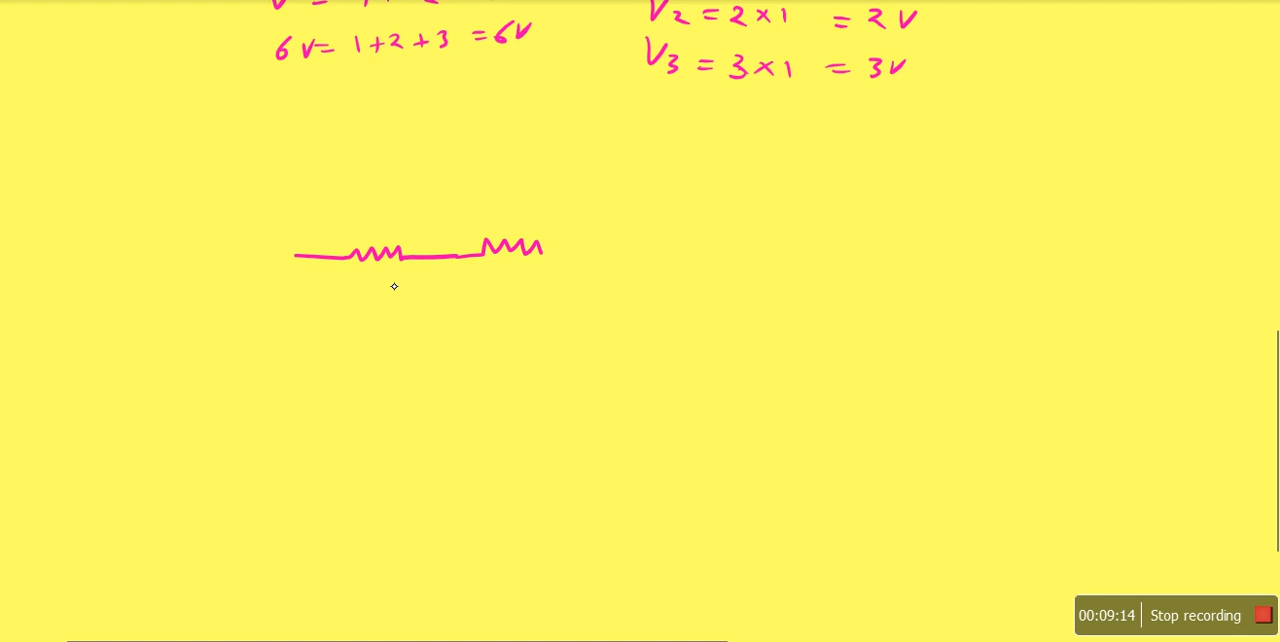 6V= 1+2+3 =6V
V2 = 2×1 = 2V
V3 = 3×1 = 3V
00:09:14 Stop recording